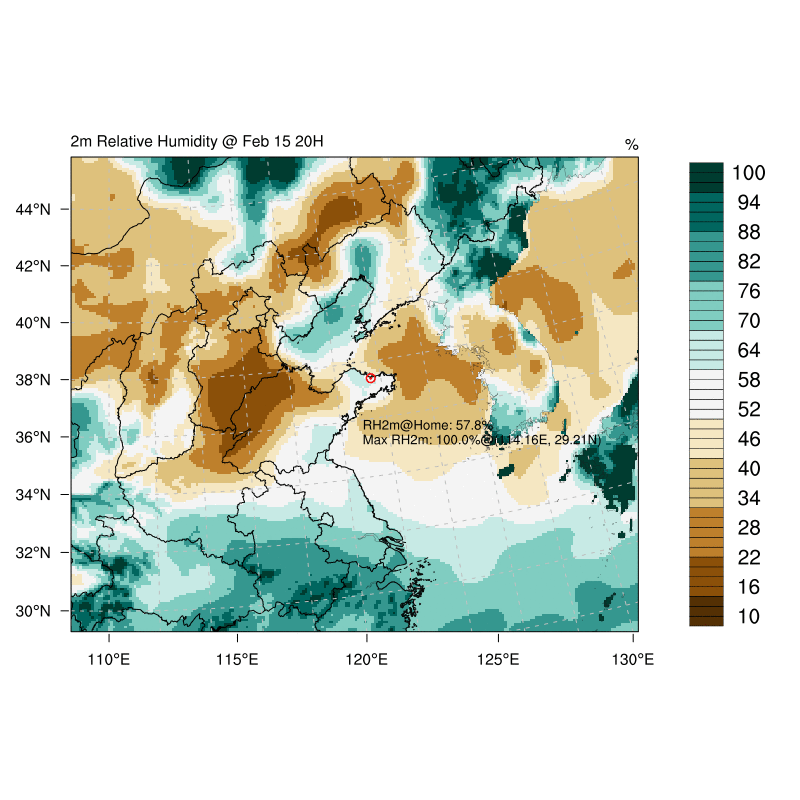 2m Relative Humidity @ Feb 15 20H
%
44°N
42°N
40°N
38°N
36°N
34°N
32°N
30°N
110°E
115°E
120°E
125°E
130°E
RH2m@Home: 57.8%
Max RH2m: 100.0%@(114.16E, 29.21N)
100
94
88
82
76
70
64
58
52
46
40
34
28
22
16
10